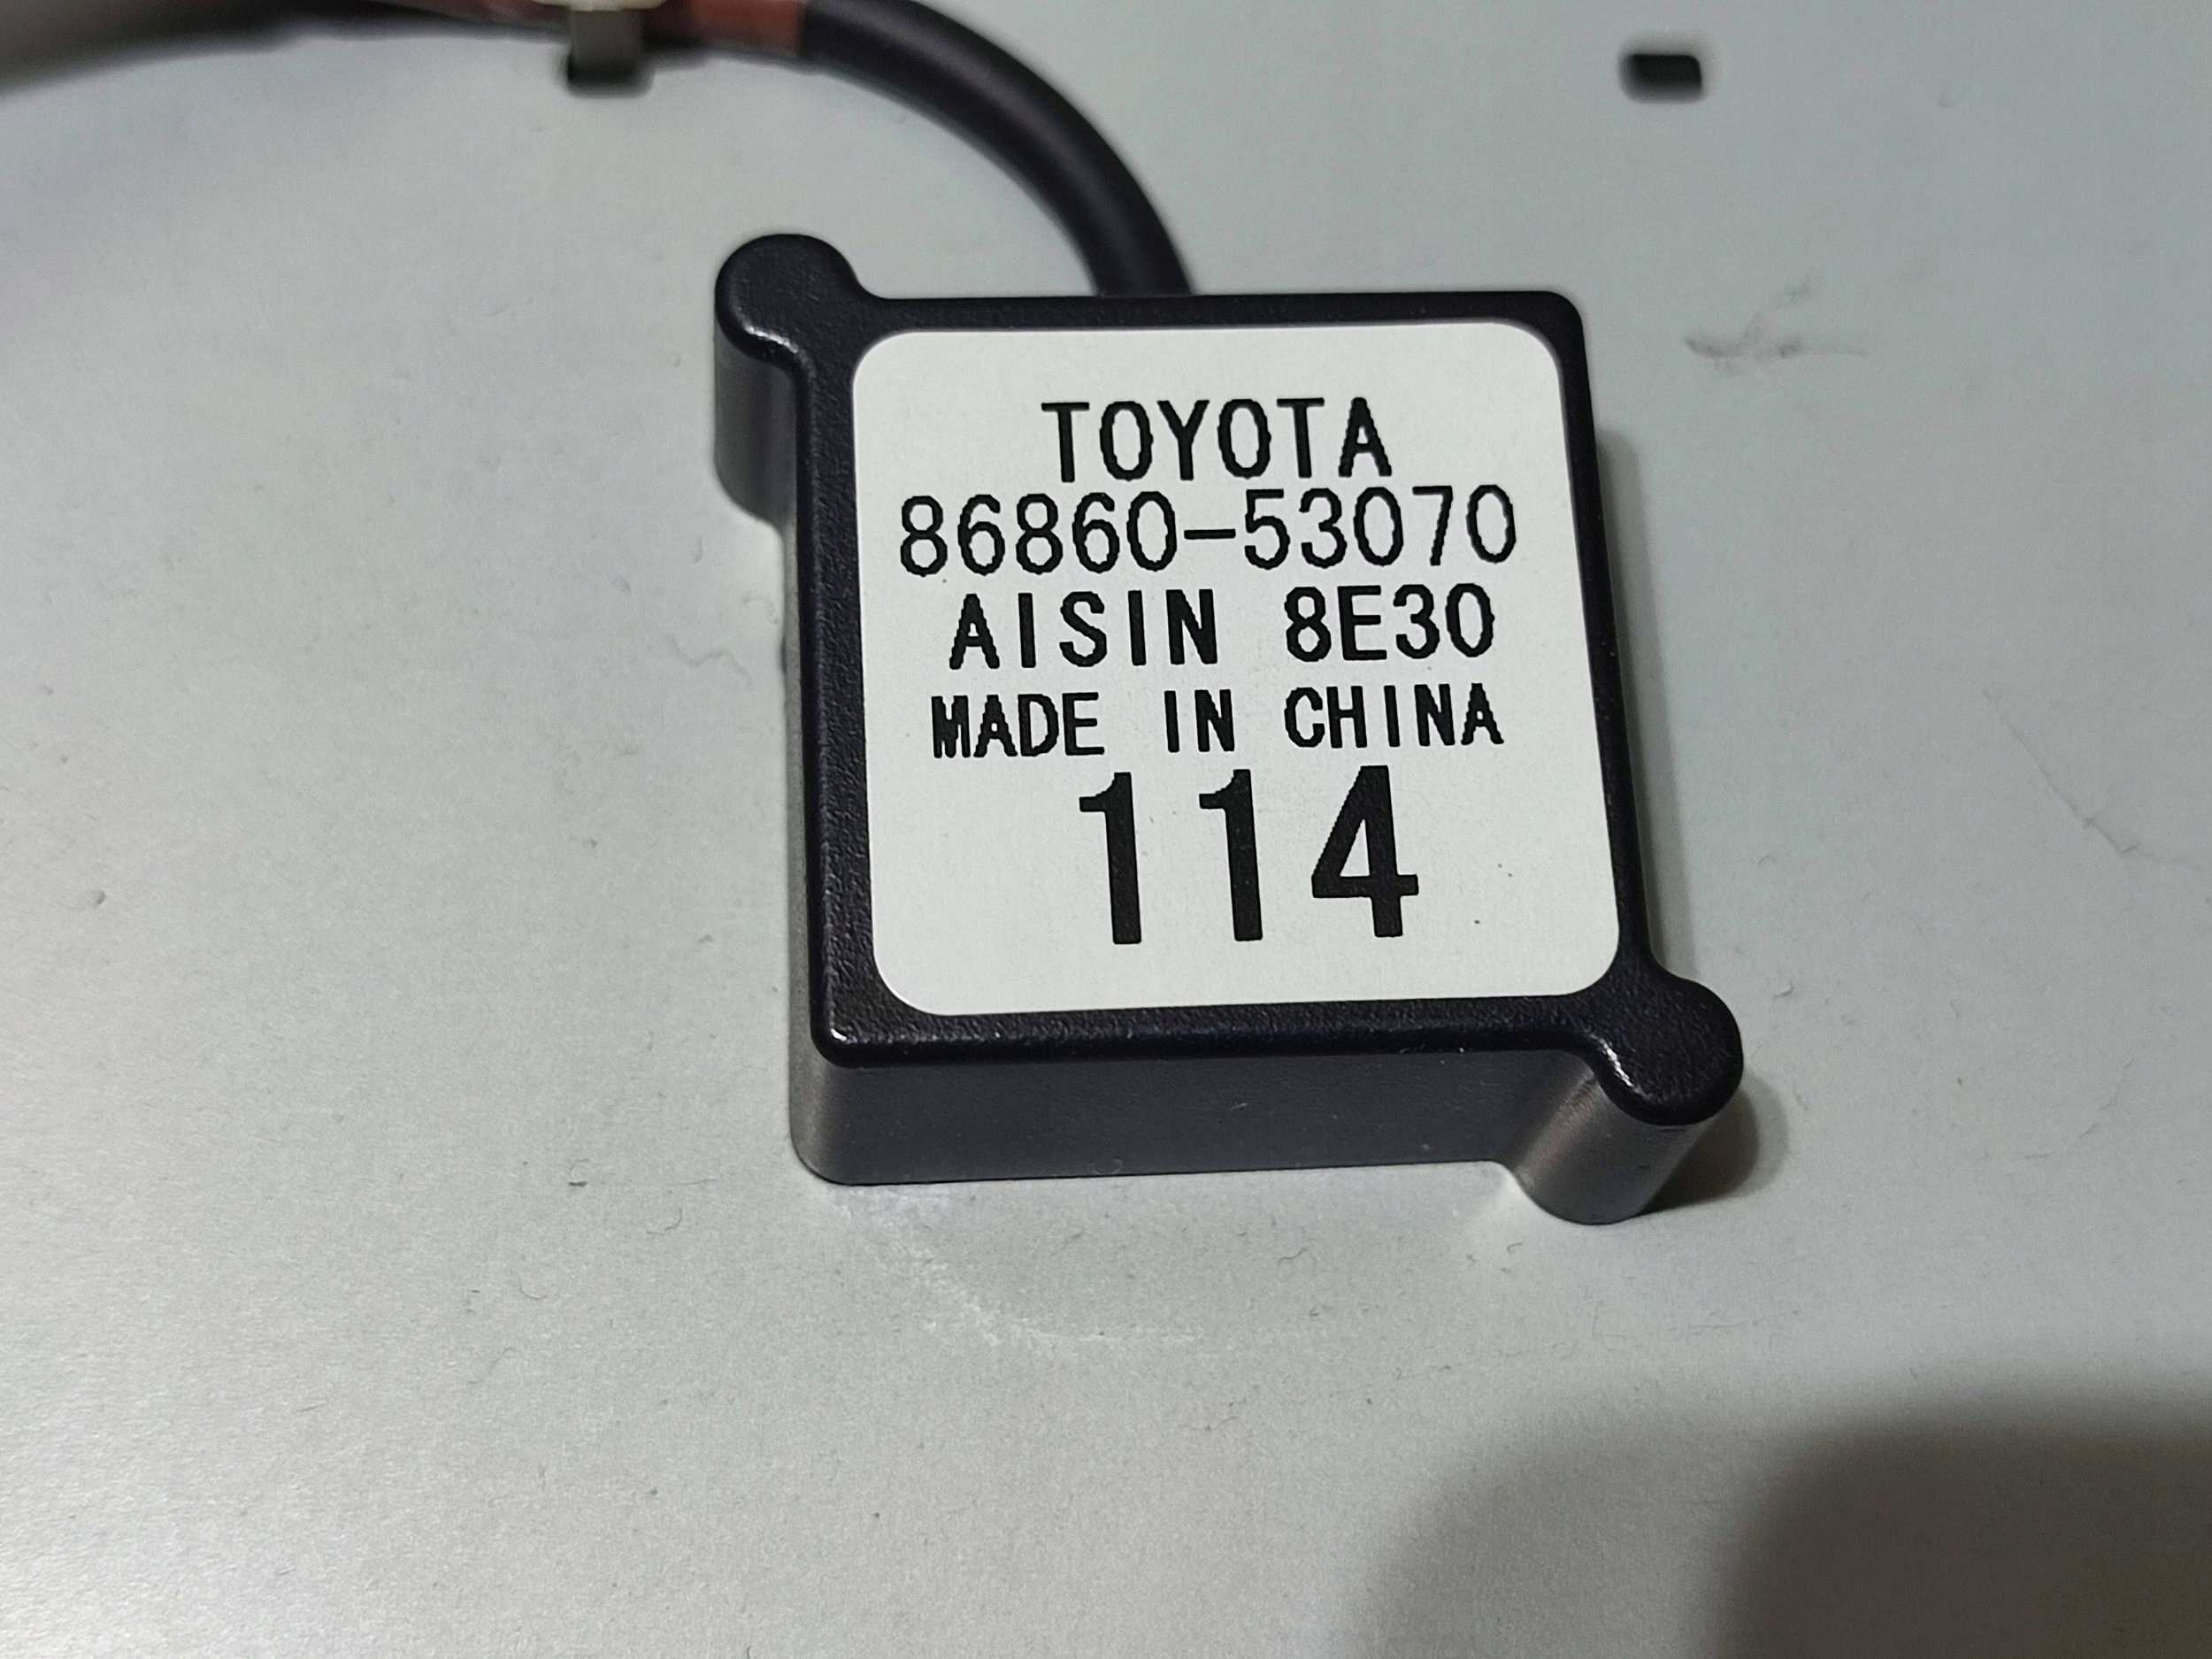 TOYOTA
86860-53070
AISIN 8E30
MADE IN CHINA
114